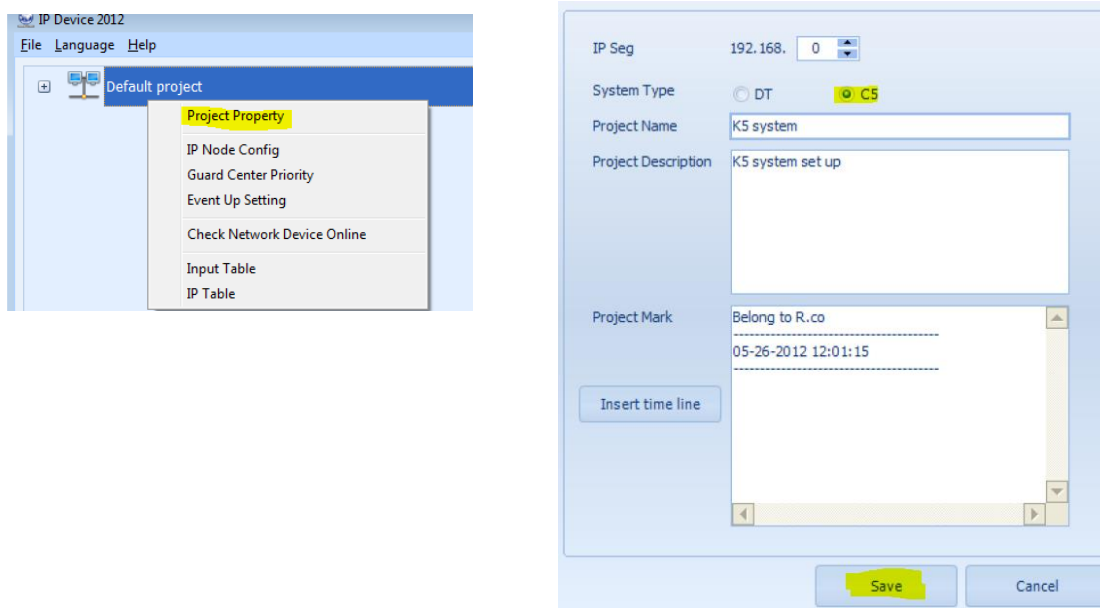 IP Device 2012
File Language Help
Default project
Project Property
IP Node Config
Guard Center Priority
Event Up Setting
Check Network Device Online
Input Table
IP Table
IP Seg 192.168. 0
System Type DT C5
Project Name K5 system
Project Description K5 system set up
Project Mark Belong to R.co
---------------------------------------
05-26-2012 12:01:15
---------------------------------------
Insert time line
Save Cancel